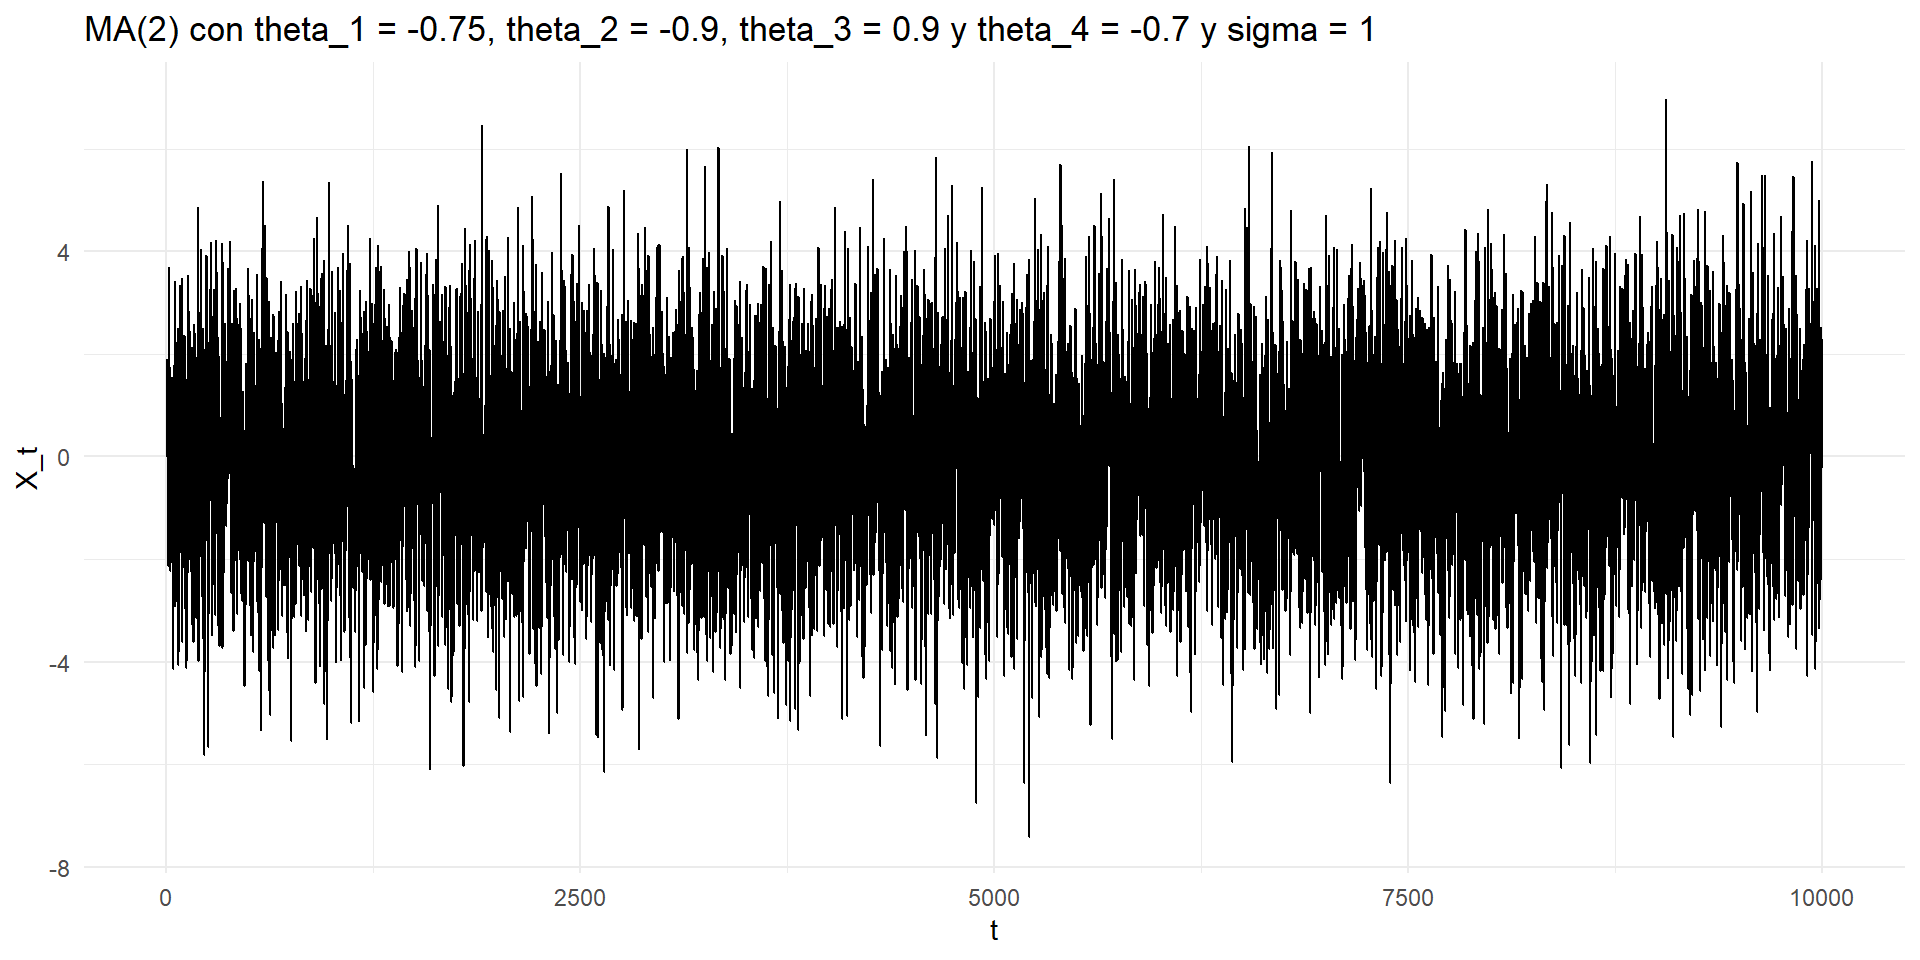 MA(2) con theta_1 = -0.75, theta_2 = -0.9, theta_3 = 0.9 y theta_4 = -0.7 y sigma = 1
X_t
4
0
-4
-8
0 2500 5000 7500 10000
t